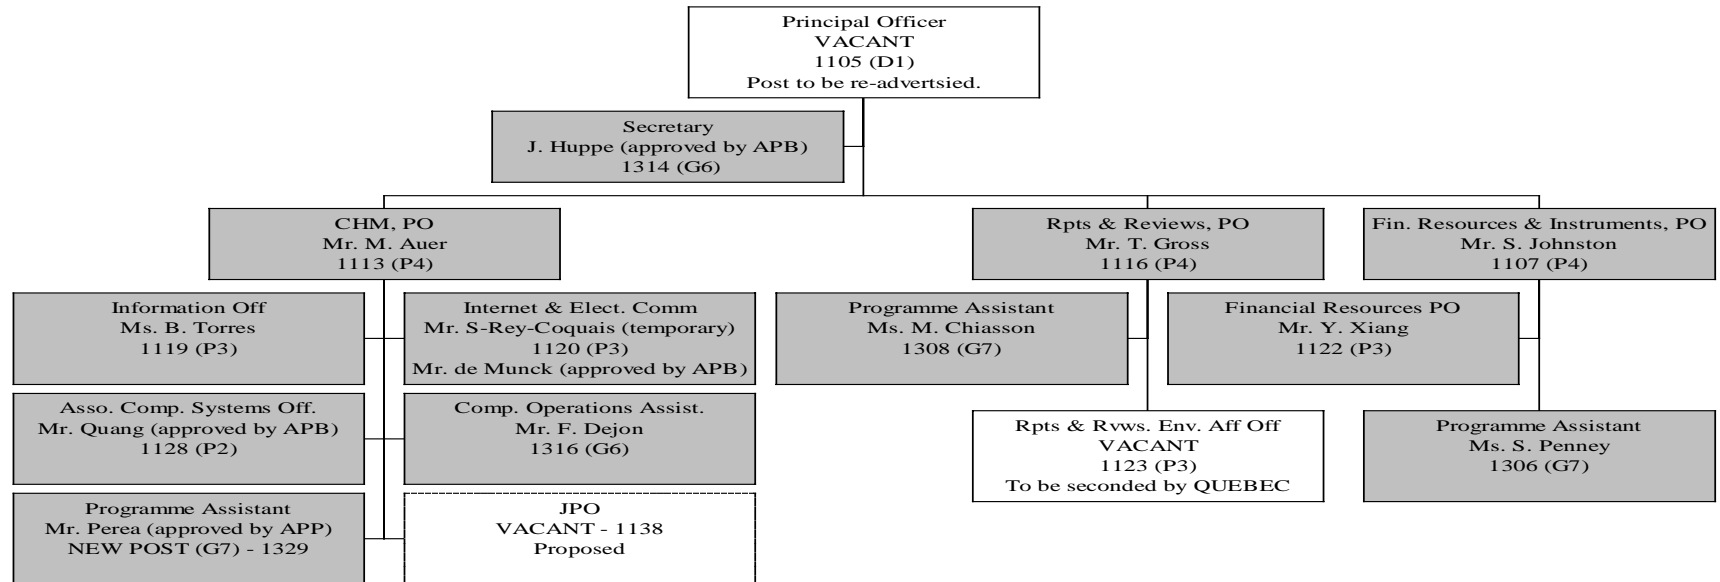 Principal Officer
VACANT
1105 (D1)
Post to be re-advertsied.
Secretary
J. Huppe (approved by APB)
1314 (G6)
CHM, PO
Mr. M. Auer
1113 (P4)
Rpts & Reviews, PO
Mr. T. Gross
1116 (P4)
Fin. Resources & Instruments, PO
Mr. S. Johnston
1107 (P4)
Information Off
Ms. B. Torres
1119 (P3)
Internet & Elect. Comm
Mr. S-Rey-Coquais (temporary)
1120 (P3)
Mr. de Munck (approved by APB)
Programme Assistant
Ms. M. Chiasson
1308 (G7)
Financial Resources PO
Mr. Y. Xiang
1122 (P3)
Asso. Comp. Systems Off.
Mr. Quang (approved by APB)
1128 (P2)
Comp. Operations Assist.
Mr. F. Dejon
1316 (G6)
Rpts & Rvws. Env. Aff Off
VACANT
1123 (P3)
To be seconded by QUEBEC
Programme Assistant
Ms. S. Penney
1306 (G7)
Programme Assistant
Mr. Perea (approved by APP)
NEW POST (G7) - 1329
JPO
VACANT - 1138
Proposed